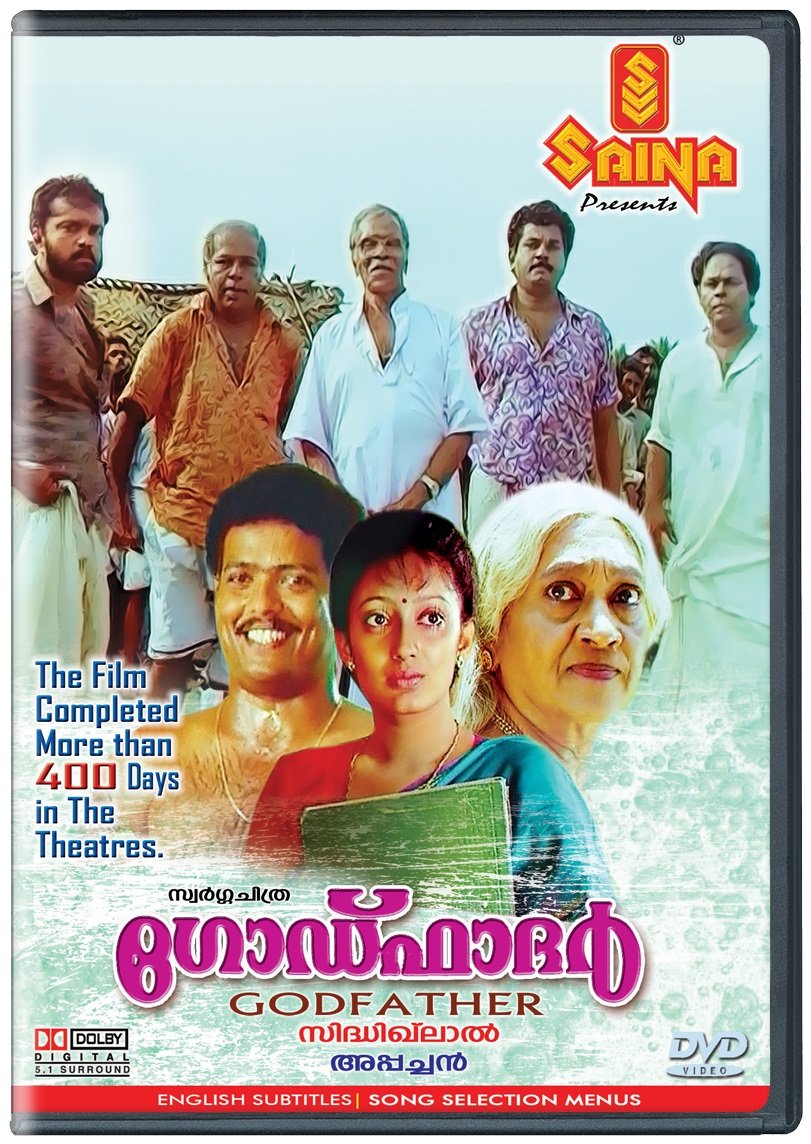 ®
SAINA
Presents
The Film
Completed
More than
400 Days
in The
Theatres.
സ്വർഗ്ഗചിത്ര
ഗോഡ്ഫാദർ
GODFATHER
സിദ്ധിഖ്‌ലാൽ
അപ്പച്ചൻ
DOLBY
DIGITAL
5.1 SURROUND
DVD
VIDEO
ENGLISH SUBTITLES| SONG SELECTION MENUS